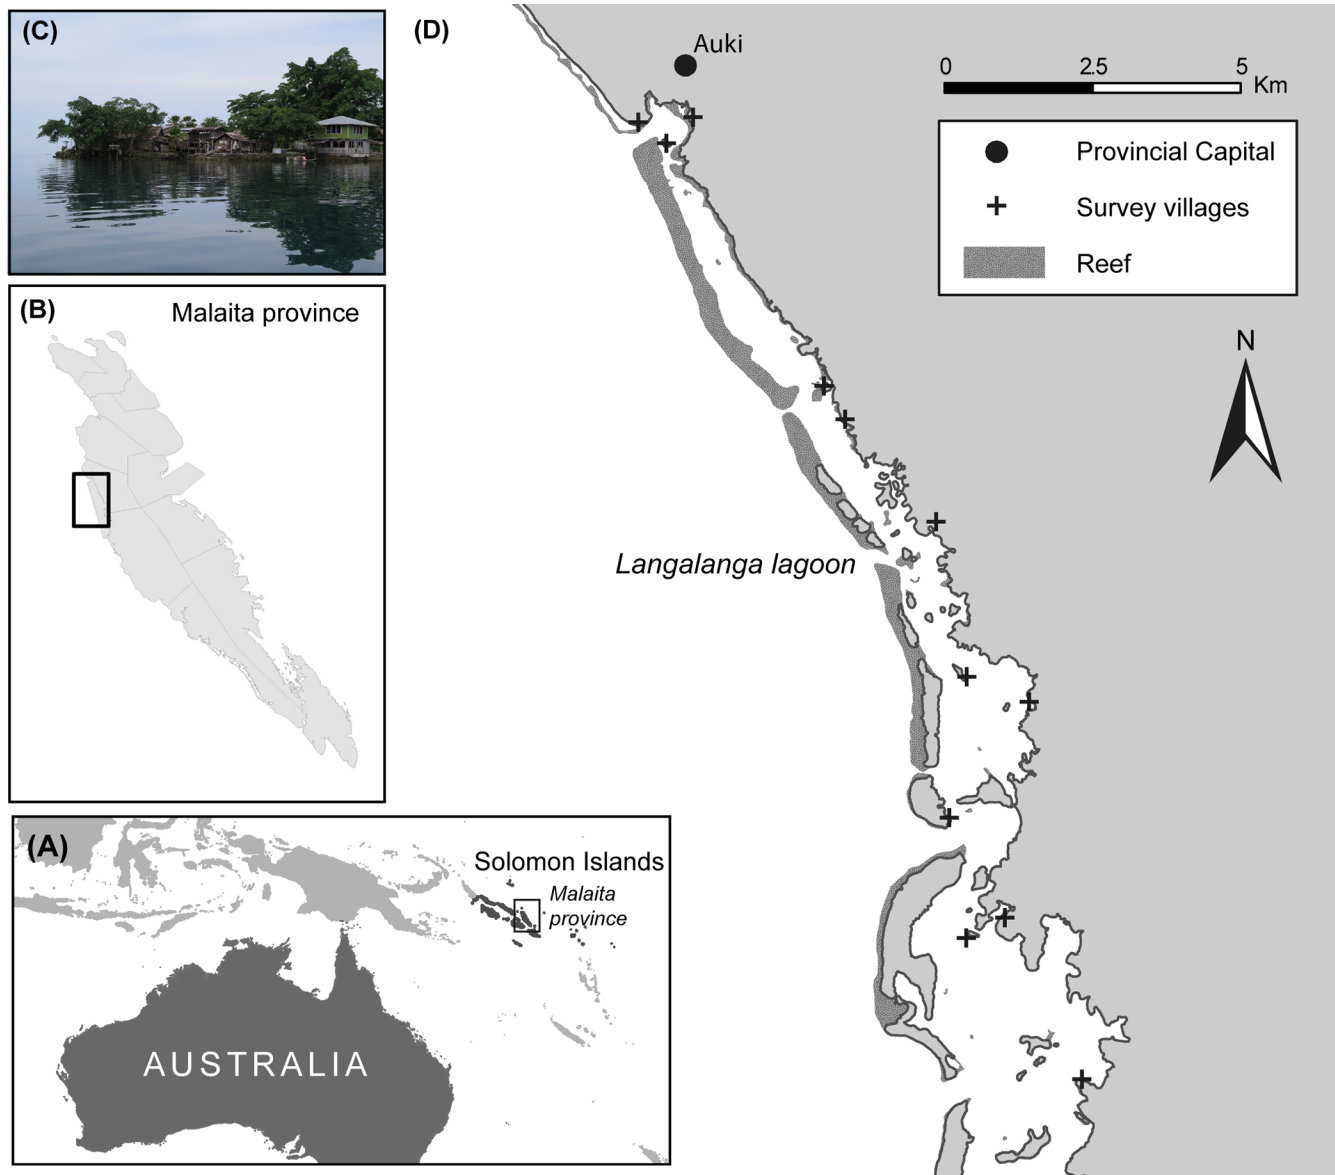 (C)
(D)
Auki
0 2.5 5
Km
Provincial Capital
Survey villages
Reef
N
(B)
Malaita province
Langalanga lagoon
(A)
Solomon Islands
Malaita
province
AUSTRALIA